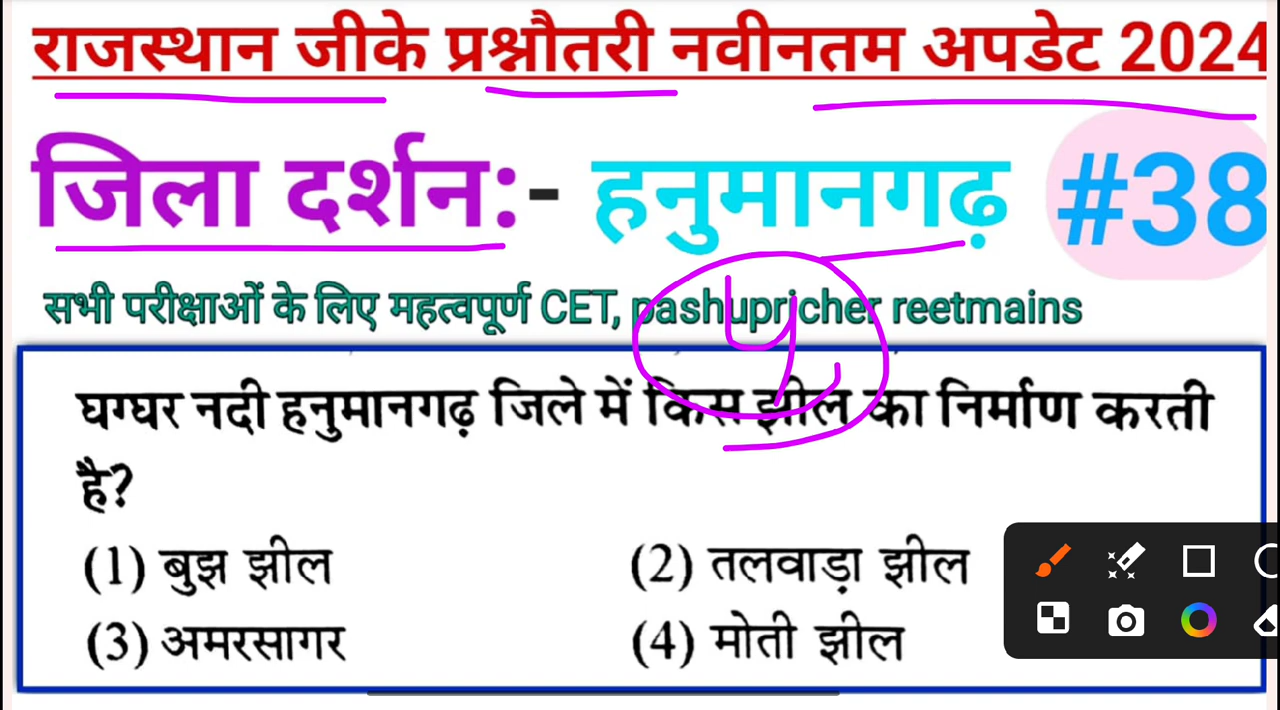 राजस्थान जीके प्रश्नौतरी नवीनतम अपडेट 2024
जिला दर्शन:- हनुमानगढ़ #38
सभी परीक्षाओं के लिए महत्वपूर्ण CET, pashupricher reetmains
घग्घर नदी हनुमानगढ़ जिले में किस झील का निर्माण करती
है?
(1) बुझ झील (2) तलवाड़ा झील
(3) अमरसागर (4) मोती झील